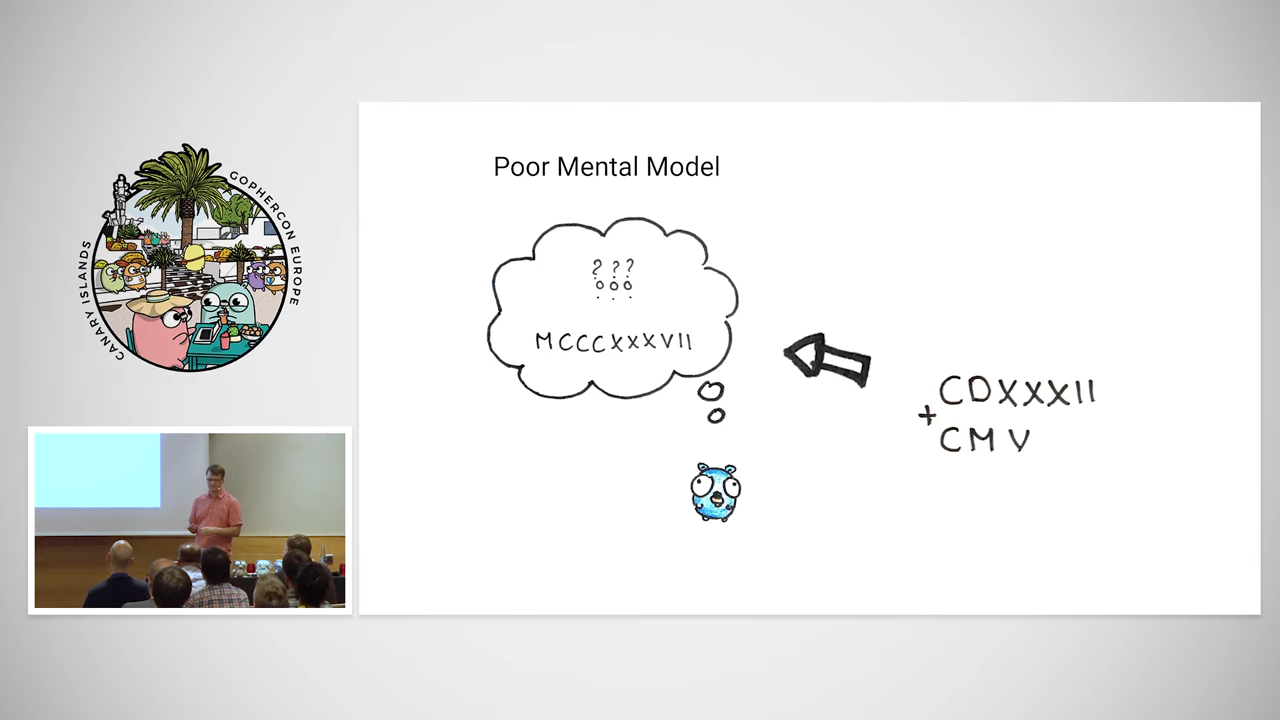 CANARY ISLANDS
GOPHERCON EUROPE
Poor Mental Model
? ? ?
MCCCXXXVII
CDXXXII
+
CMV